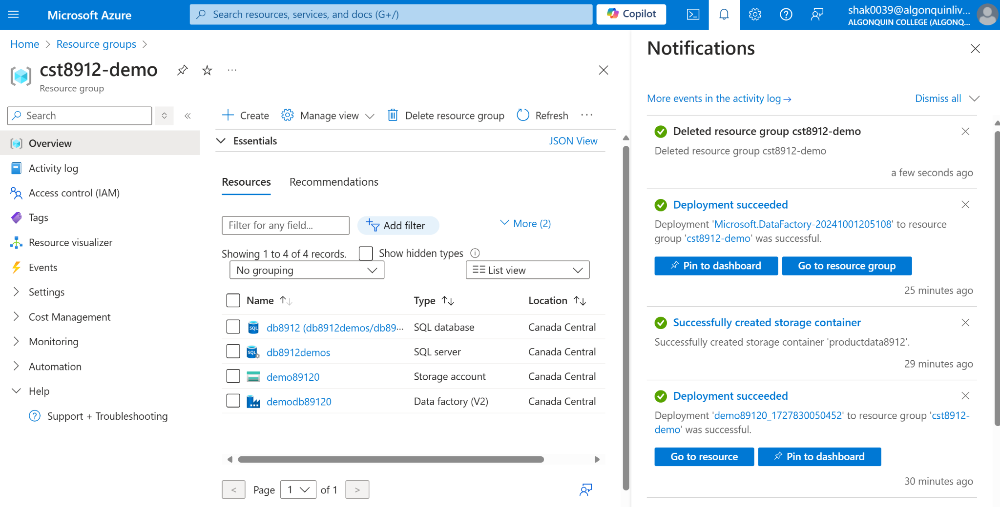 Microsoft Azure
Search resources, services, and docs (G+/)
Copilot
shak0039@algonquinliv...
ALGONQUIN COLLEGE (ALGONQ...
Home > Resource groups >
cst8912-demo
Resource group
Search
Overview
Activity log
Access control (IAM)
Tags
Resource visualizer
Events
Settings
Cost Management
Monitoring
Automation
Help
Support + Troubleshooting
Create
Manage view
Delete resource group
Refresh
Essentials
JSON View
Resources
Recommendations
Filter for any field...
Add filter
More (2)
Showing 1 to 4 of 4 records.
Show hidden types
No grouping
List view
Name
Type
Location
db8912 (db8912demos/db89...
SQL database
Canada Central
db8912demos
SQL server
Canada Central
demo89120
Storage account
Canada Central
demodb89120
Data factory (V2)
Canada Central
< Page 1 of 1 >
Notifications
More events in the activity log →
Dismiss all
Deleted resource group cst8912-demo
Deleted resource group cst8912-demo
a few seconds ago
Deployment succeeded
Deployment 'Microsoft.DataFactory-20241001205108' to resource
group 'cst8912-demo' was successful.
Pin to dashboard
Go to resource group
25 minutes ago
Successfully created storage container
Successfully created storage container 'productdata8912'.
29 minutes ago
Deployment succeeded
Deployment 'demo89120_1727830050452' to resource group 'cst8912-
demo' was successful.
Go to resource
Pin to dashboard
30 minutes ago